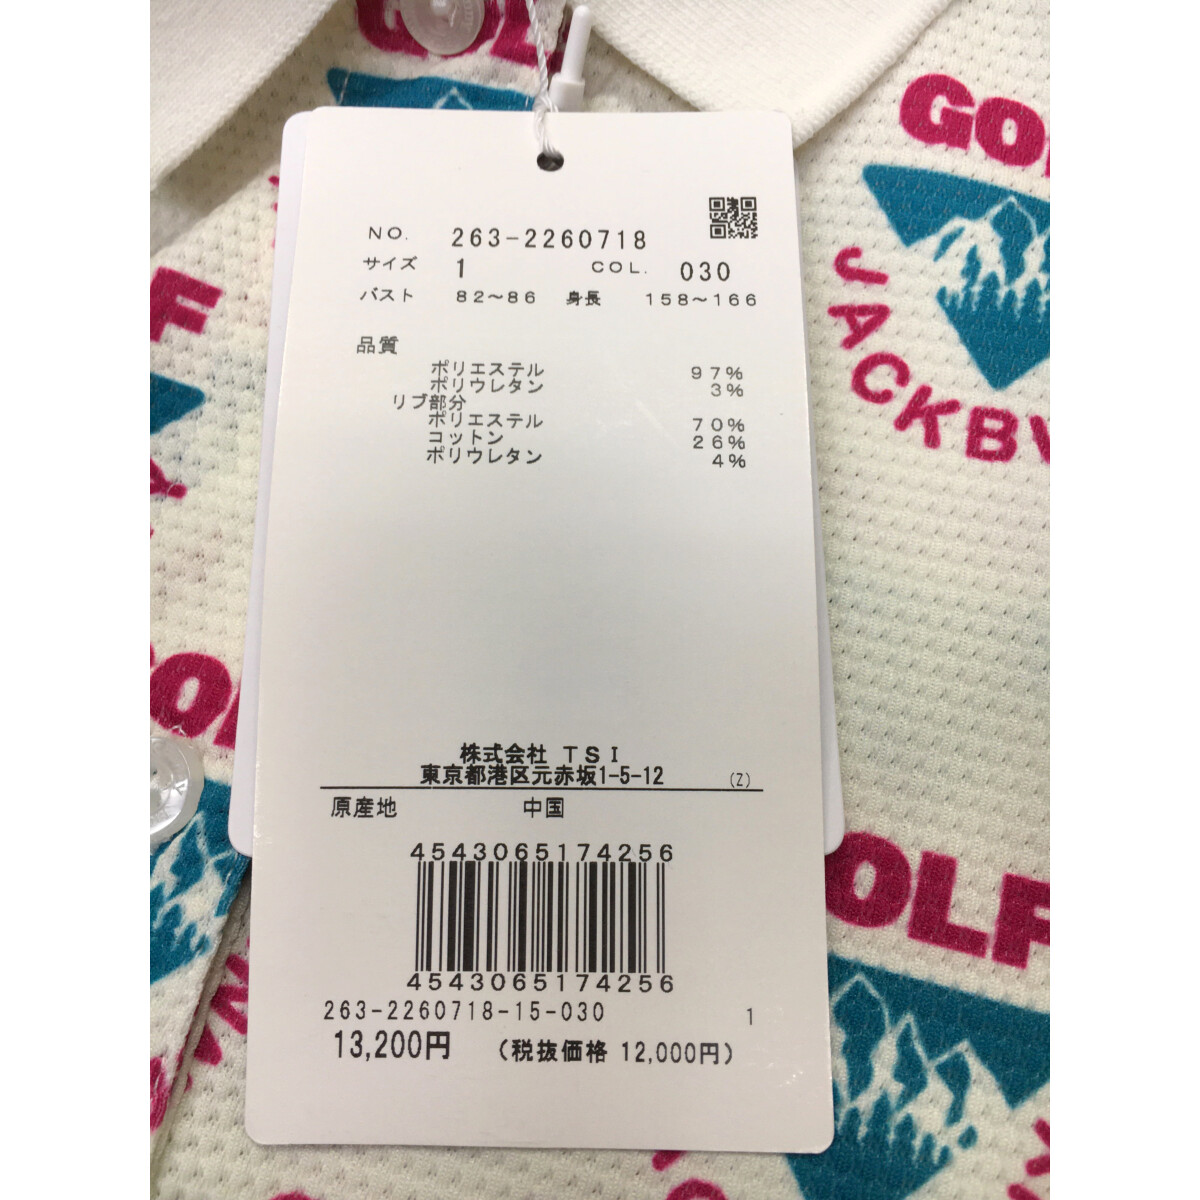 GOLF
NO. 263-2260718
サイズ 1 COL. 030
バスト 82～86 身長 158～166
品質
ポリエステル 97%
ポリウレタン 3%
リブ部分
ポリエステル 70%
コットン 26%
ポリウレタン 4%
株式会社 TSI
東京都港区元赤坂1-5-12 (Z)
原産地 中国
4543065174256
4543065174256
263-2260718-15-030 1
13,200円 (税抜価格 12,000円)
GO
JACKB
F
OLF